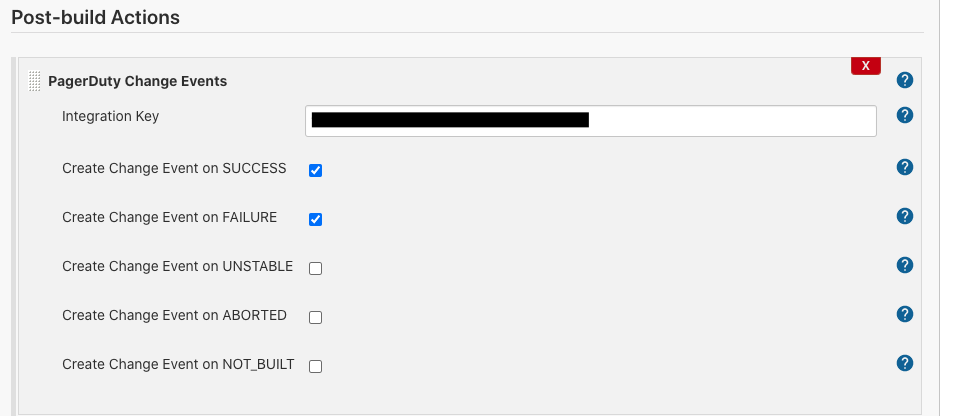 Post-build Actions
X
PagerDuty Change Events
?
Integration Key
?
Create Change Event on SUCCESS
?
Create Change Event on FAILURE
?
Create Change Event on UNSTABLE
?
Create Change Event on ABORTED
?
Create Change Event on NOT_BUILT
?